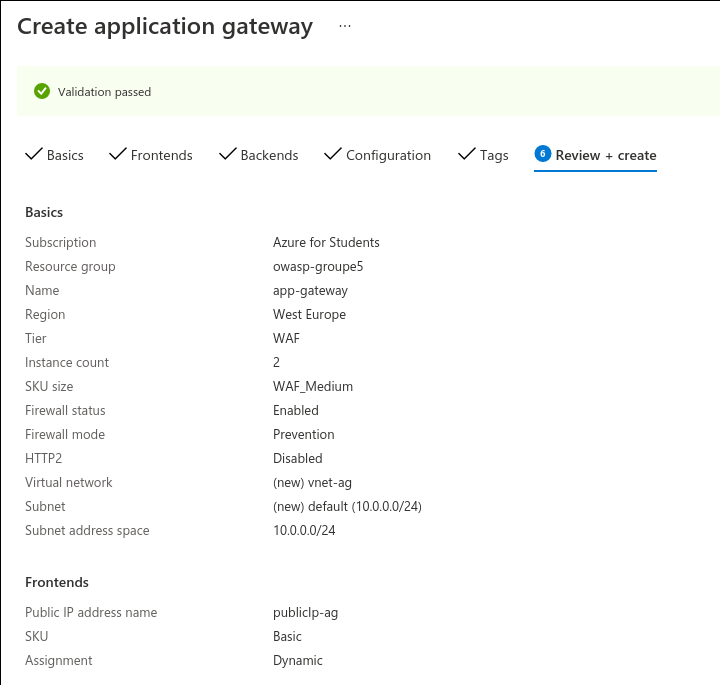 Create application gateway ...
Validation passed
Basics Frontends Backends Configuration Tags 6 Review + create
Basics
Subscription Azure for Students
Resource group owasp-groupe5
Name app-gateway
Region West Europe
Tier WAF
Instance count 2
SKU size WAF_Medium
Firewall status Enabled
Firewall mode Prevention
HTTP2 Disabled
Virtual network (new) vnet-ag
Subnet (new) default (10.0.0.0/24)
Subnet address space 10.0.0.0/24
Frontends
Public IP address name publicIp-ag
SKU Basic
Assignment Dynamic